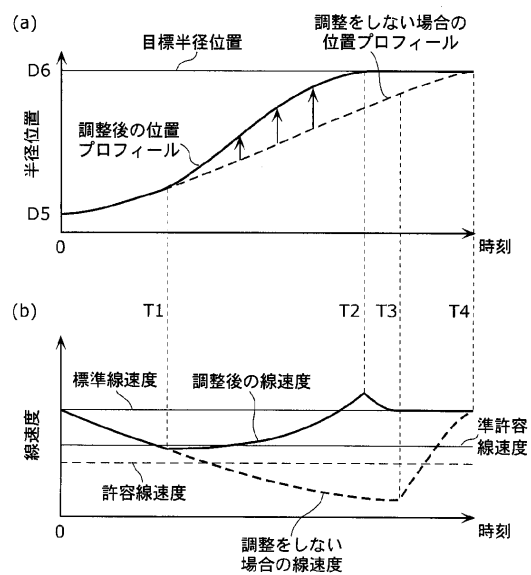 (a)
目標半径位置
調整をしない場合の
位置プロフィール
D6
半径位置
調整後の位置
プロフィール
D5
0
時刻
(b)
T1
T2
T3
T4
標準線速度
調整後の線速度
線速度
準許容
線速度
許容線速度
0
時刻
調整をしない
場合の線速度